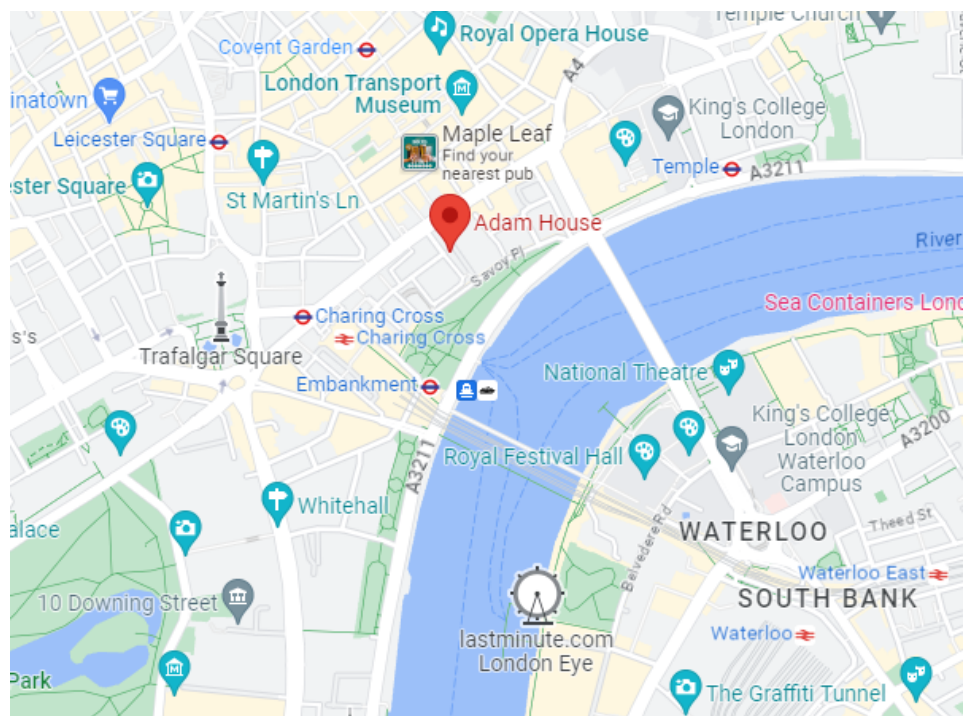 Temple Church
Royal Opera House
Covent Garden
A4
London Transport
Museum
inatown
King's College
London
Maple Leaf
Find your
nearest pub
Leicester Square
Temple
A3211
ester Square
St Martin's Ln
Adam House
River
Savoy Pl
Sea Containers Lond
Charing Cross
Charing Cross
s's
Trafalgar Square
National Theatre
Embankment
King's College
London
Waterloo
Campus
A3200
A3211
Royal Festival Hall
Whitehall
alace
Theed St
WATERLOO
Belvedere Rd
Waterloo East
SOUTH BANK
10 Downing Street
Waterloo
lastminute.com
London Eye
Park
The Graffiti Tunnel